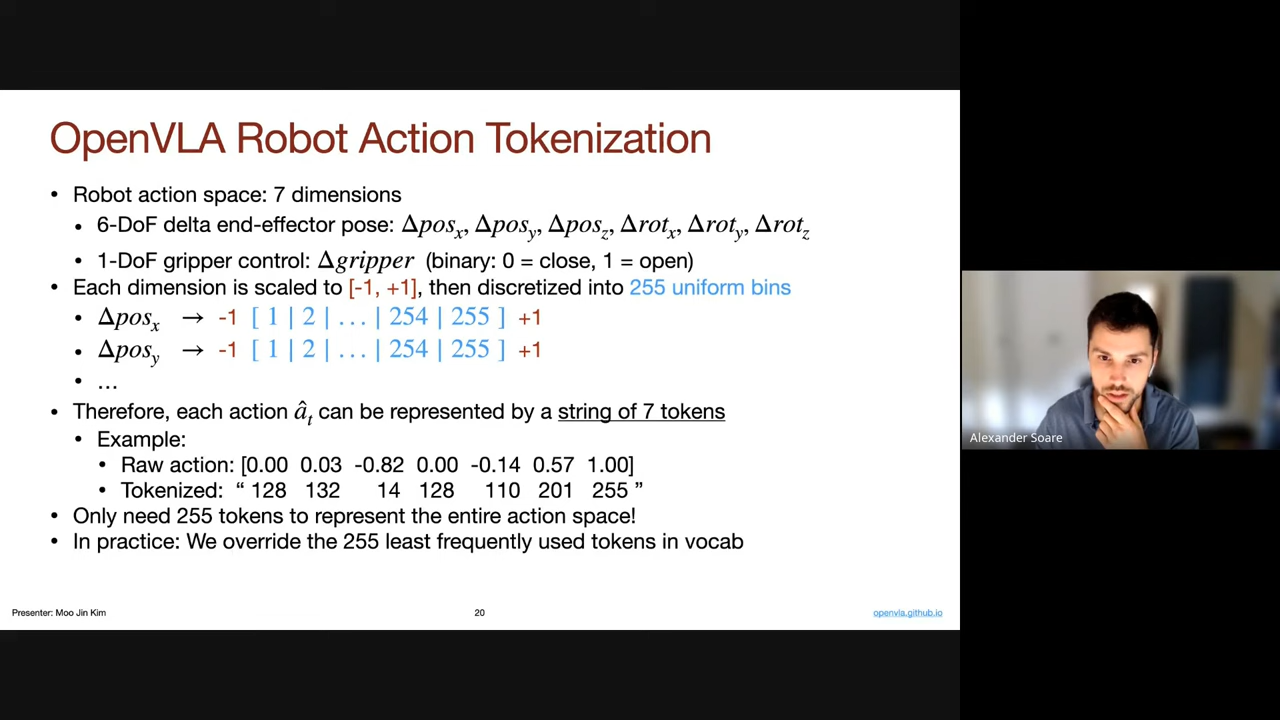 OpenVLA Robot Action Tokenization
• Robot action space: 7 dimensions
• 6-DoF delta end-effector pose: Δposₓ, Δpos_y, Δpos_z, Δrotₓ, Δrot_y, Δrot_z
• 1-DoF gripper control: Δgripper (binary: 0 = close, 1 = open)
• Each dimension is scaled to [-1, +1], then discretized into 255 uniform bins
• Δposₓ → -1 [ 1 | 2 | … | 254 | 255 ] +1
• Δpos_y → -1 [ 1 | 2 | … | 254 | 255 ] +1
• …
• Therefore, each action âₜ can be represented by a string of 7 tokens
• Example:
• Raw action: [0.00 0.03 -0.82 0.00 -0.14 0.57 1.00]
• Tokenized: “ 128 132 14 128 110 201 255 ”
• Only need 255 tokens to represent the entire action space!
• In practice: We override the 255 least frequently used tokens in vocab
Presenter: Moo Jin Kim
20
openvla.github.io
Alexander Soare